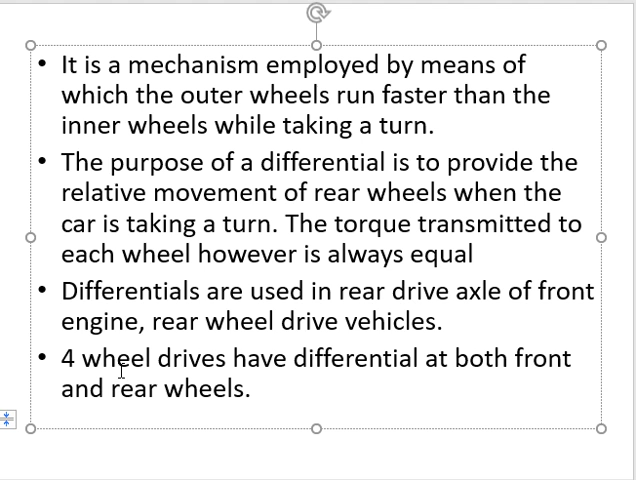 • It is a mechanism employed by means of
which the outer wheels run faster than the
inner wheels while taking a turn.
• The purpose of a differential is to provide the
relative movement of rear wheels when the
car is taking a turn. The torque transmitted to
each wheel however is always equal
• Differentials are used in rear drive axle of front
engine, rear wheel drive vehicles.
• 4 wheel drives have differential at both front
and rear wheels.